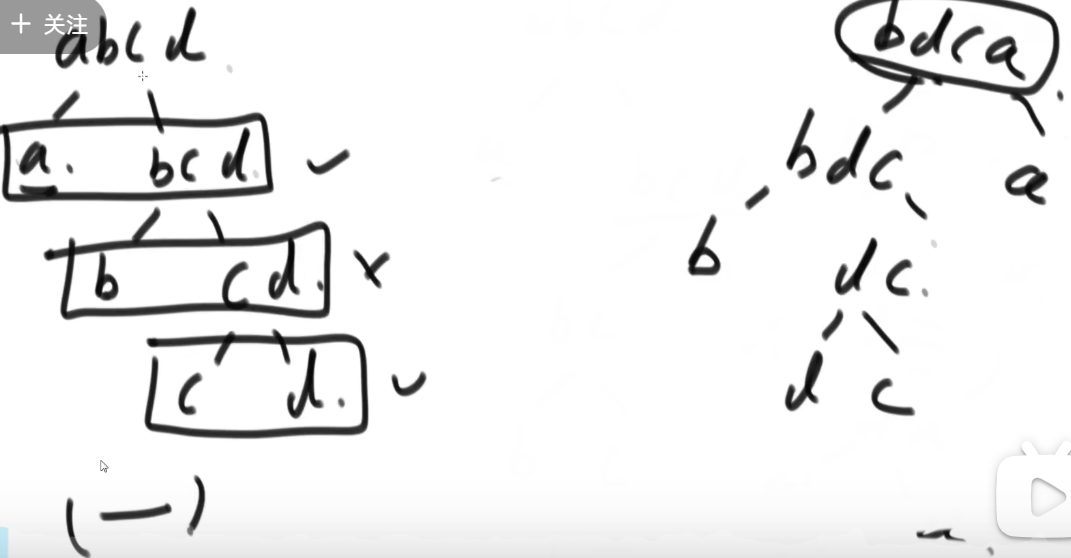 + 关注
abcd.
bdca.
a. bcd. ✓
bdc. a
b cd. ×
b dc.
c d. ✓
d c
(—)